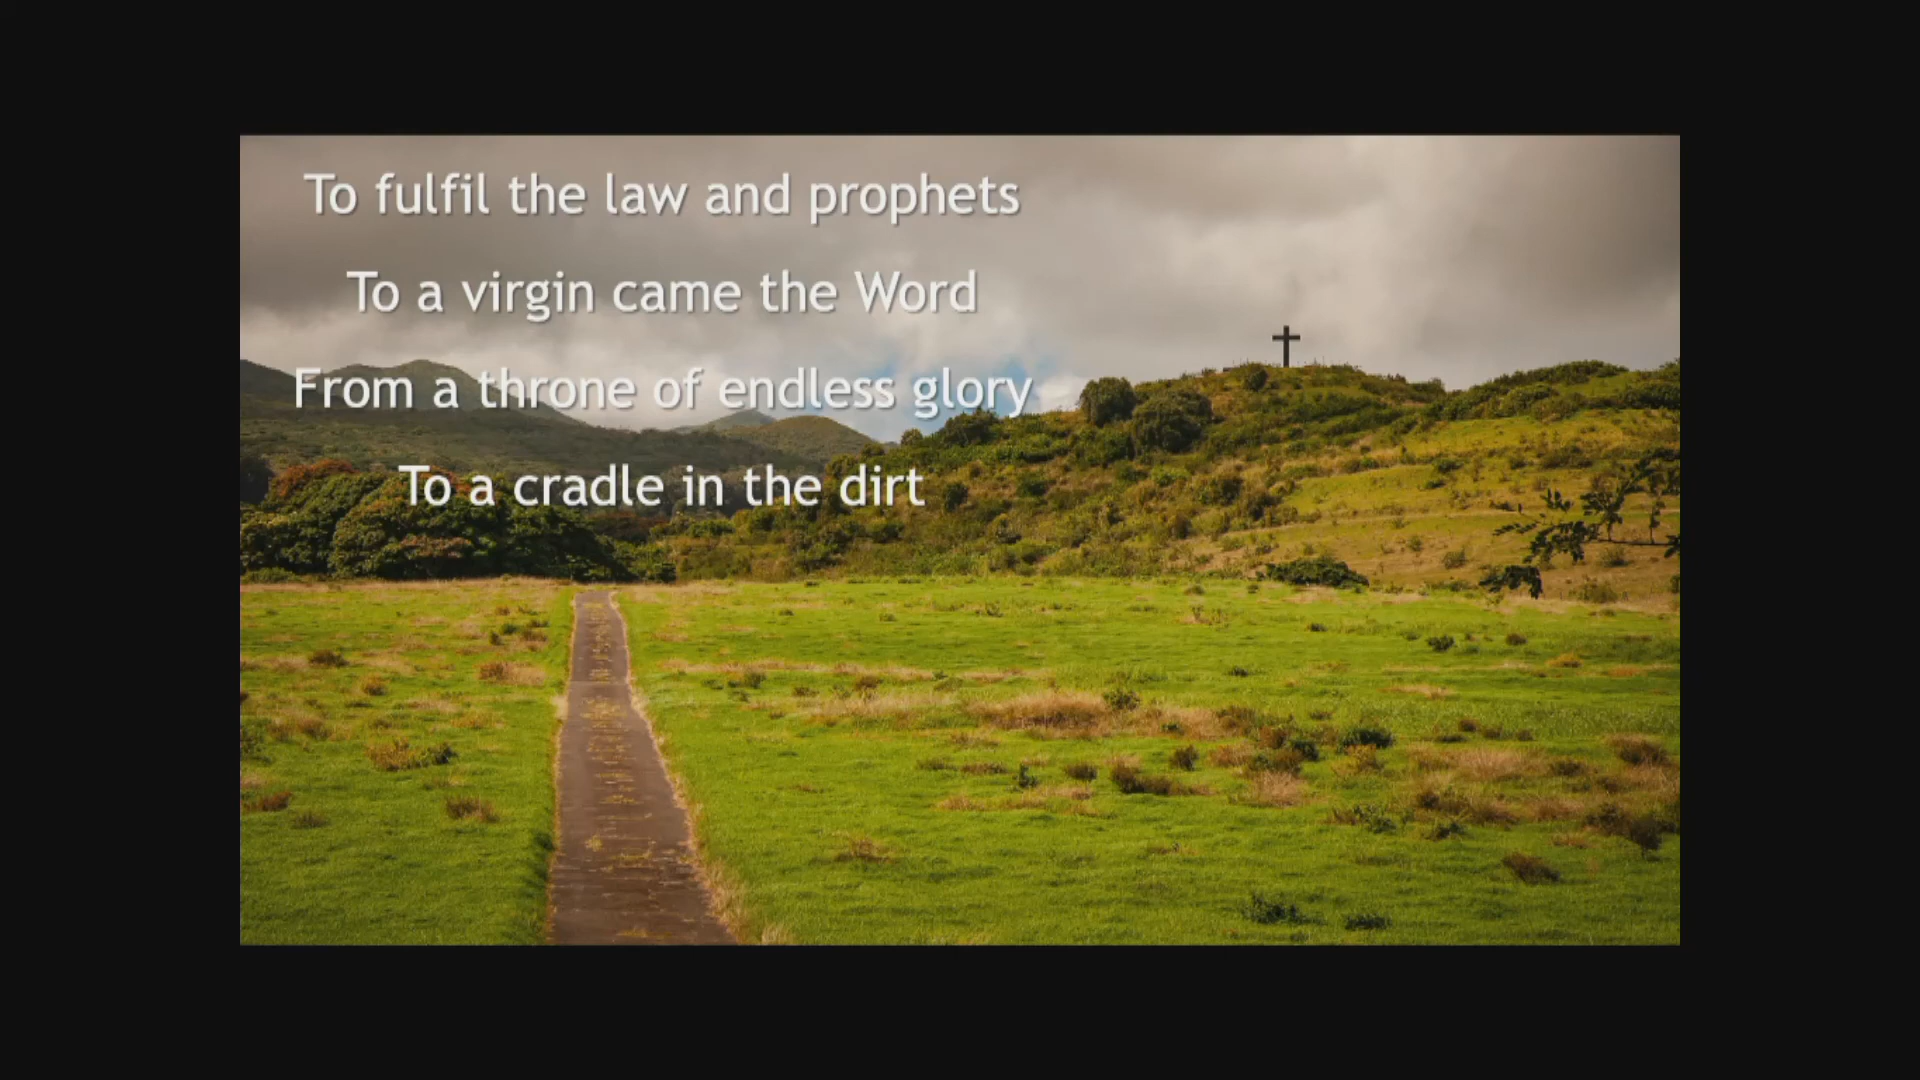 To fulfil the law and prophets
To a virgin came the Word
From a throne of endless glory
To a cradle in the dirt